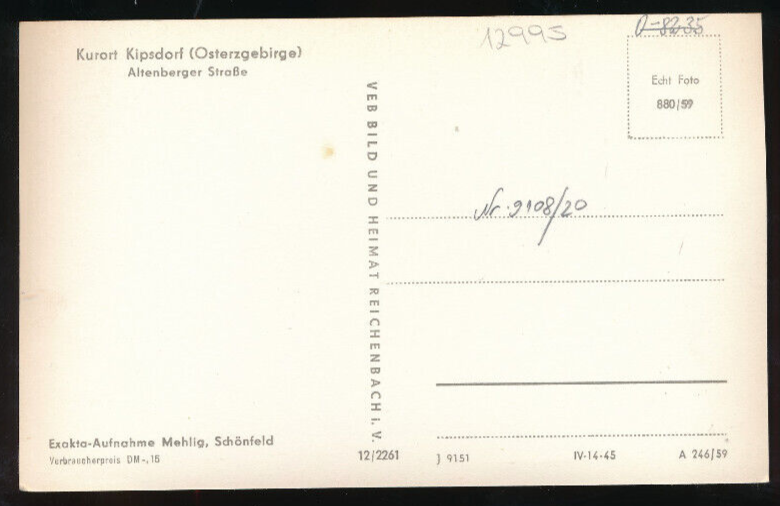 Kurort Kipsdorf (Osterzgebirge)
Altenberger Straße
12995
D-8235
Echt Foto
880/59
VEB BILD UND HEIMAT REICHENBACH i. V.
Nr. 9108/20
Exakta-Aufnahme Mehlig, Schönfeld
Verbraucherpreis DM -,15
12/2261
J 9151
IV-14-45
A 246/59